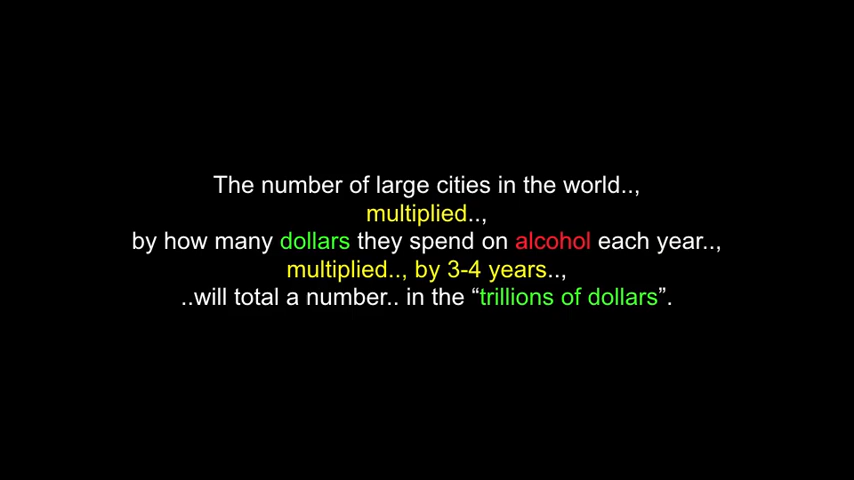 The number of large cities in the world..,
multiplied..,
by how many dollars they spend on alcohol each year..,
multiplied.., by 3-4 years..,
..will total a number.. in the “trillions of dollars”.